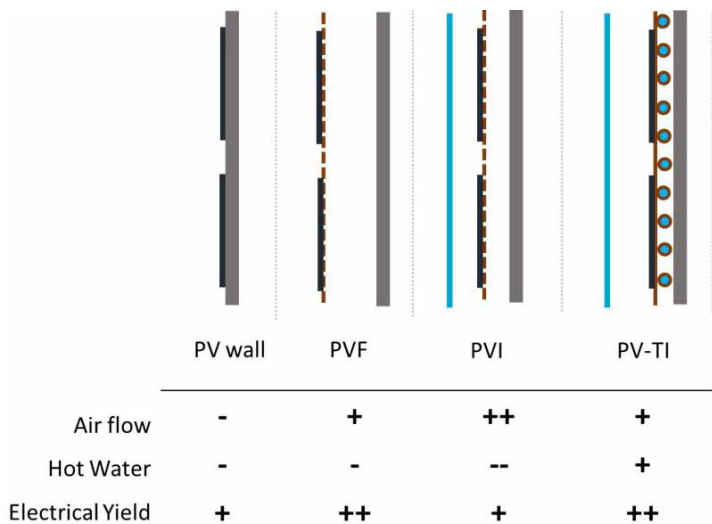 PV wall PVF PVI PV-TI
Air flow - + ++ +
Hot Water - - -- +
Electrical Yield + ++ + ++